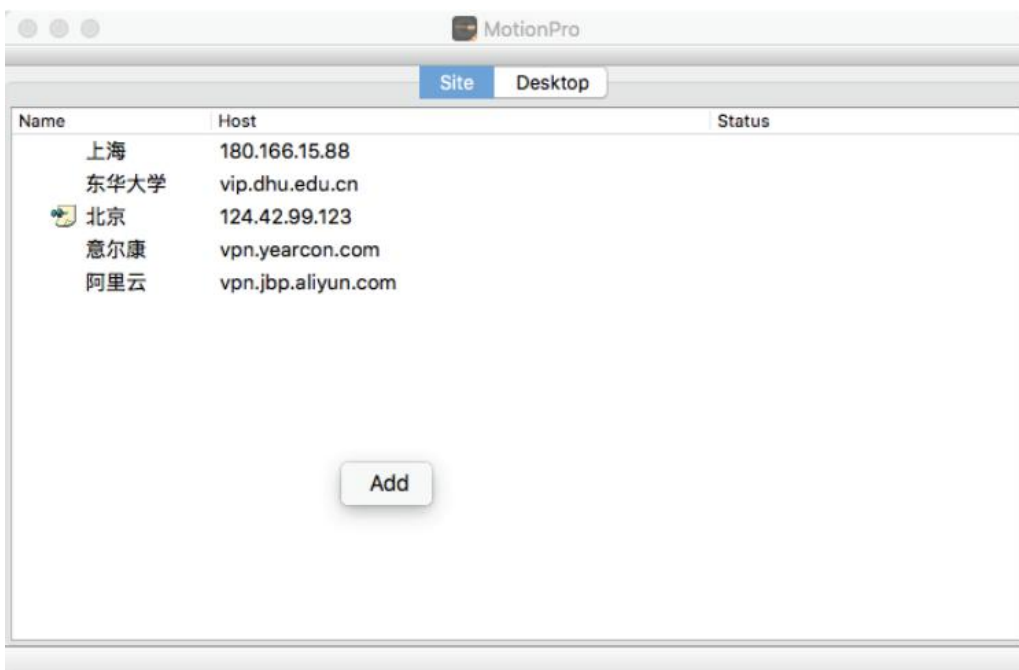 MotionPro
Site Desktop
Name Host Status
上海 180.166.15.88
东华大学 vip.dhu.edu.cn
北京 124.42.99.123
意尔康 vpn.yearcon.com
阿里云 vpn.jbp.aliyun.com
Add